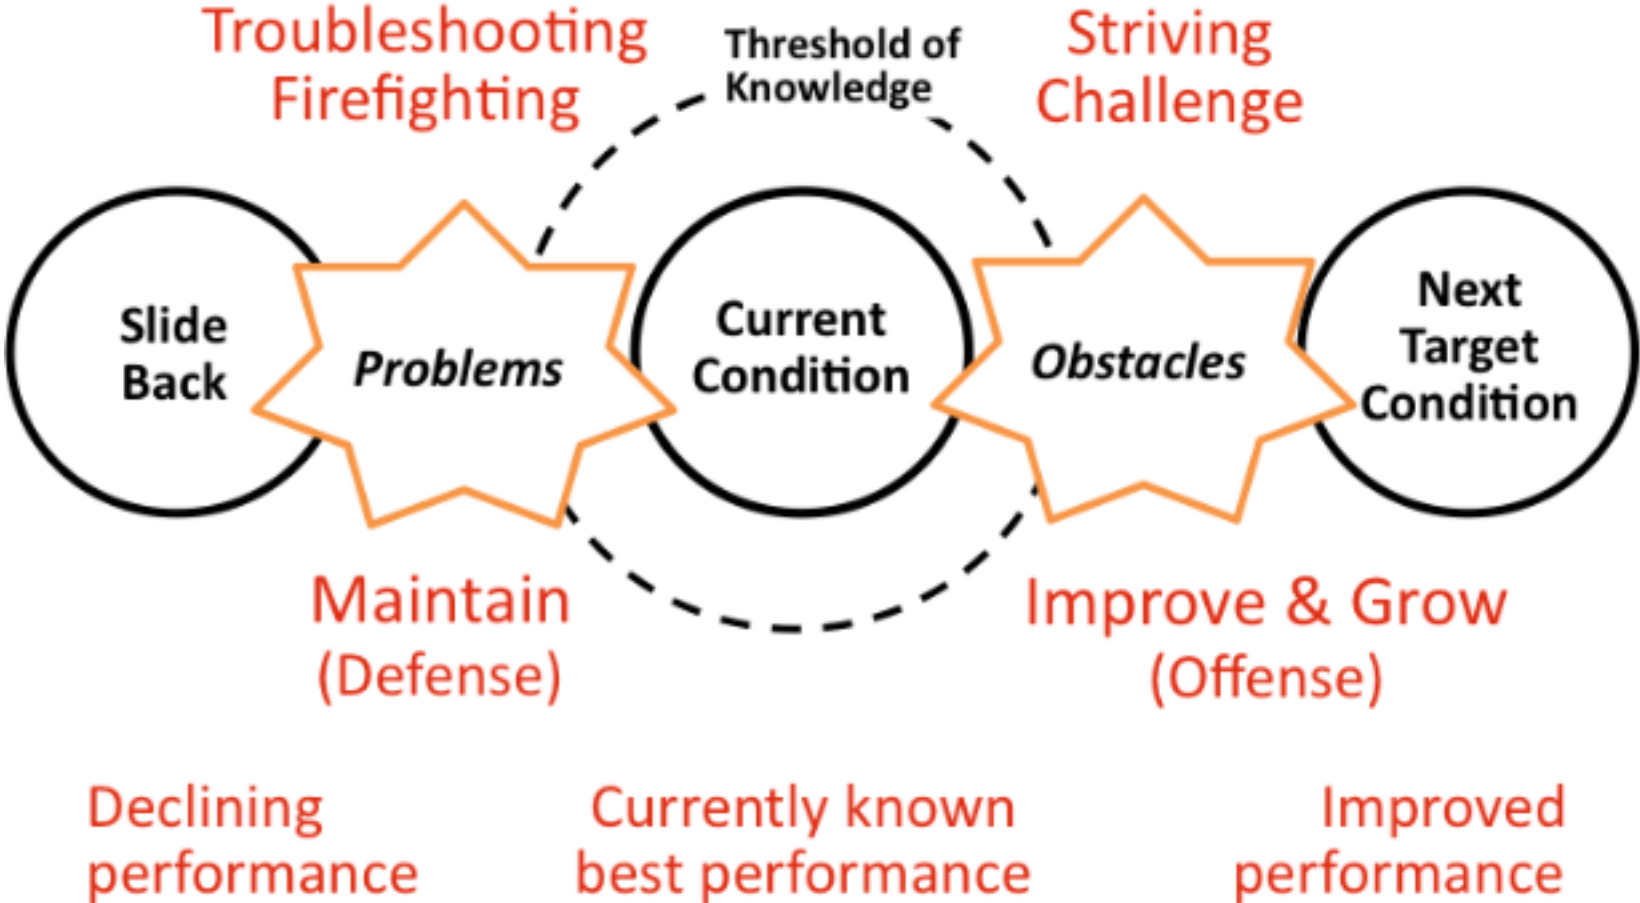 Troubleshooting
Firefighting
Threshold of
Knowledge
Striving
Challenge
Slide
Back
Problems
Current
Condition
Obstacles
Next
Target
Condition
Maintain
(Defense)
Improve & Grow
(Offense)
Declining
performance
Currently known
best performance
Improved
performance